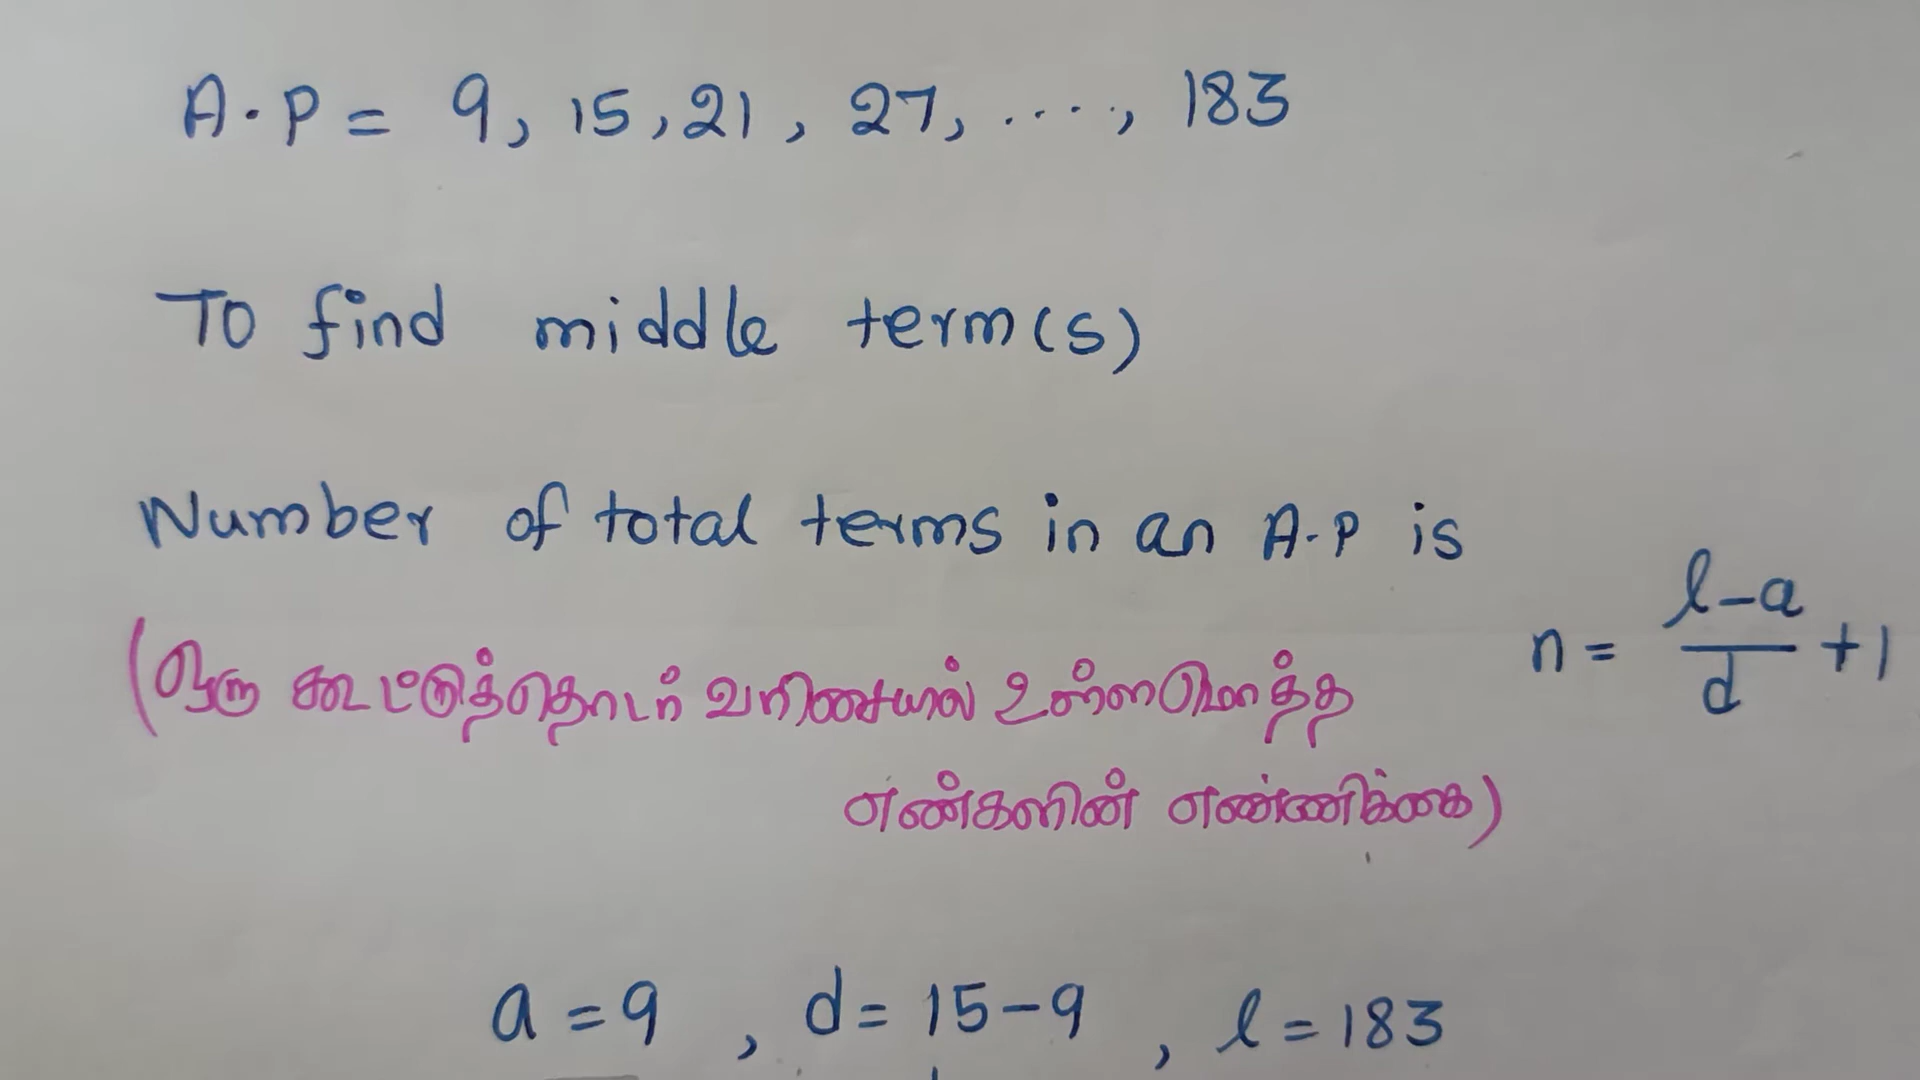 A.P = 9, 15, 21, 27, ...., 183
To find middle term(s)
Number of total terms in an A.P is
n = l-a/d +1
(ஒரு கூட்டுத்தொடர் வரிசையில் உள்ள மொத்த
எண்களின் எண்ணிக்கை)
a = 9, d = 15-9, l = 183